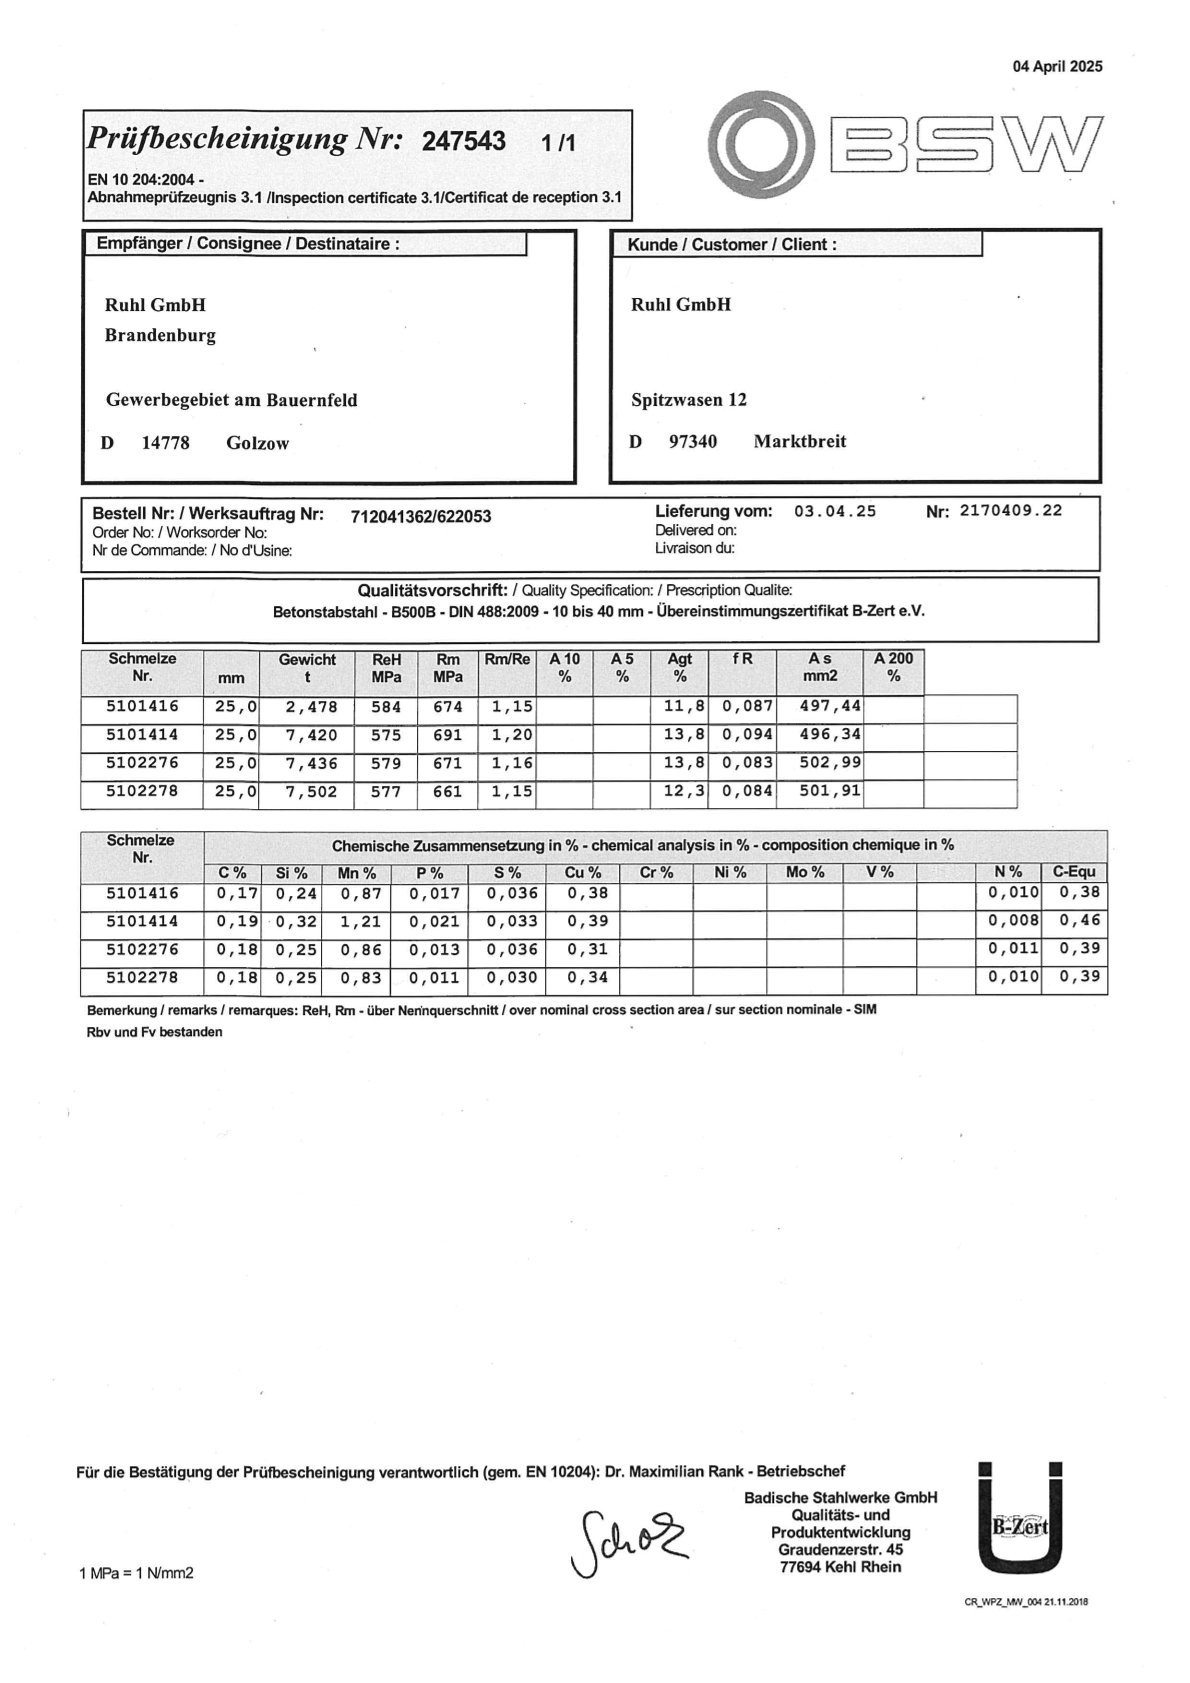 04 April 2025
Prüfbescheinigung Nr: 247543 1 /1
BSW
EN 10 204:2004 -
Abnahmeprüfzeugnis 3.1 /Inspection certificate 3.1/Certificat de reception 3.1
Empfänger / Consignee / Destinataire :
Ruhl GmbH
Brandenburg
Gewerbegebiet am Bauernfeld
D 14778 Golzow
Kunde / Customer / Client :
Ruhl GmbH
Spitzwasen 12
D 97340 Marktbreit
Bestell Nr: / Werksauftrag Nr: 712041362/622053
Order No: / Worksorder No:
Nr de Commande: / No d'Usine:
Lieferung vom: 03.04.25 Nr: 2170409.22
Delivered on:
Livraison du:
Qualitätsvorschrift: / Quality Specification: / Prescription Qualite:
Betonstabstahl - B500B - DIN 488:2009 - 10 bis 40 mm - Übereinstimmungszertifikat B-Zert e.V.
Schmelze Gewicht ReH Rm Rm/Re A 10 A 5 Agt f R A s A 200
Nr. mm t MPa MPa % % % mm2 %
5101416 25,0 2,478 584 674 1,15 11,8 0,087 497,44
5101414 25,0 7,420 575 691 1,20 13,8 0,094 496,34
5102276 25,0 7,436 579 671 1,16 13,8 0,083 502,99
5102278 25,0 7,502 577 661 1,15 12,3 0,084 501,91
Schmelze
Nr.
Chemische Zusammensetzung in % - chemical analysis in % - composition chemique in %
C % Si % Mn % P % S % Cu % Cr % Ni % Mo % V % N % C-Equ
5101416 0,17 0,24 0,87 0,017 0,036 0,38 0,010 0,38
5101414 0,19 0,32 1,21 0,021 0,033 0,39 0,008 0,46
5102276 0,18 0,25 0,86 0,013 0,036 0,31 0,011 0,39
5102278 0,18 0,25 0,83 0,011 0,030 0,34 0,010 0,39
Bemerkung / remarks / remarques: ReH, Rm - über Nennquerschnitt / over nominal cross section area / sur section nominale - SIM
Rbv und Fv bestanden
Für die Bestätigung der Prüfbescheinigung verantwortlich (gem. EN 10204): Dr. Maximilian Rank - Betriebschef
Badische Stahlwerke GmbH
Qualitäts- und
Produktentwicklung
Graudenzerstr. 45
77694 Kehl Rhein
B-Zert
1 MPa = 1 N/mm2
CR_WPZ_MW_004 21.11.2018